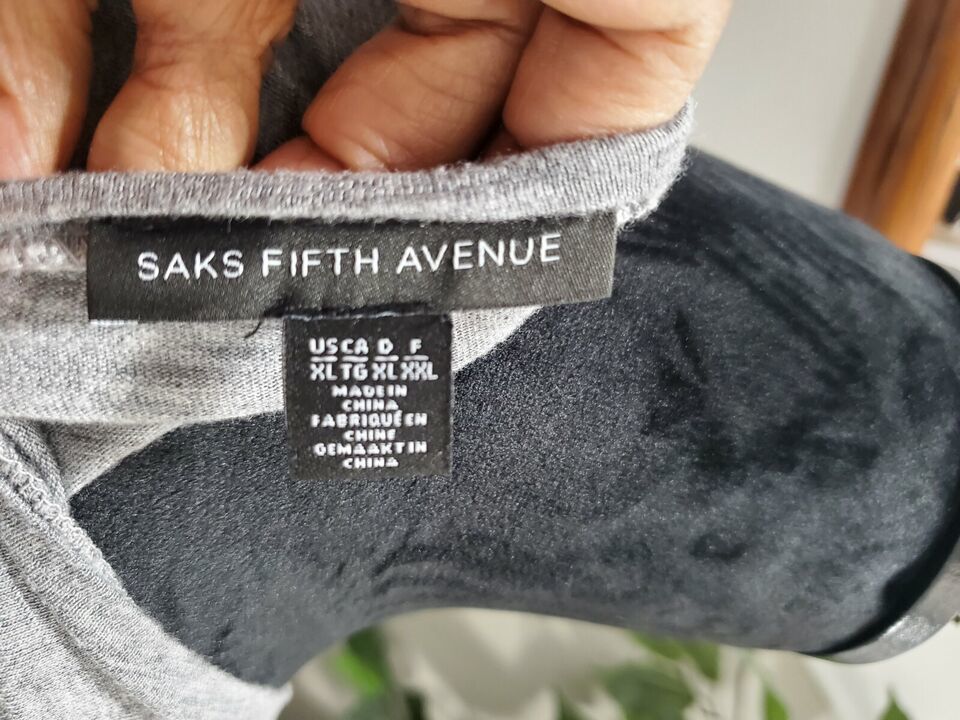 SAKS FIFTH AVENUE
US CA D F
XL TG XL XXL
MADE IN
CHINA
FABRIQUÉ EN
CHINE
GEMAAKT IN
CHINA